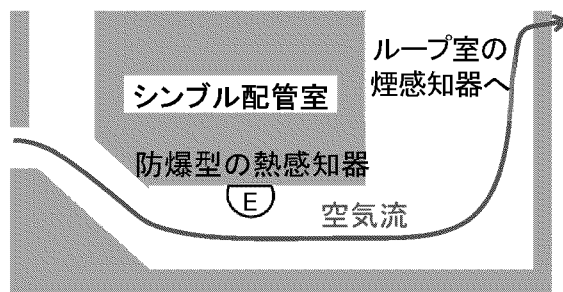 ループ室の
煙感知器へ
シンブル配管室
防爆型の熱感知器
E
空気流